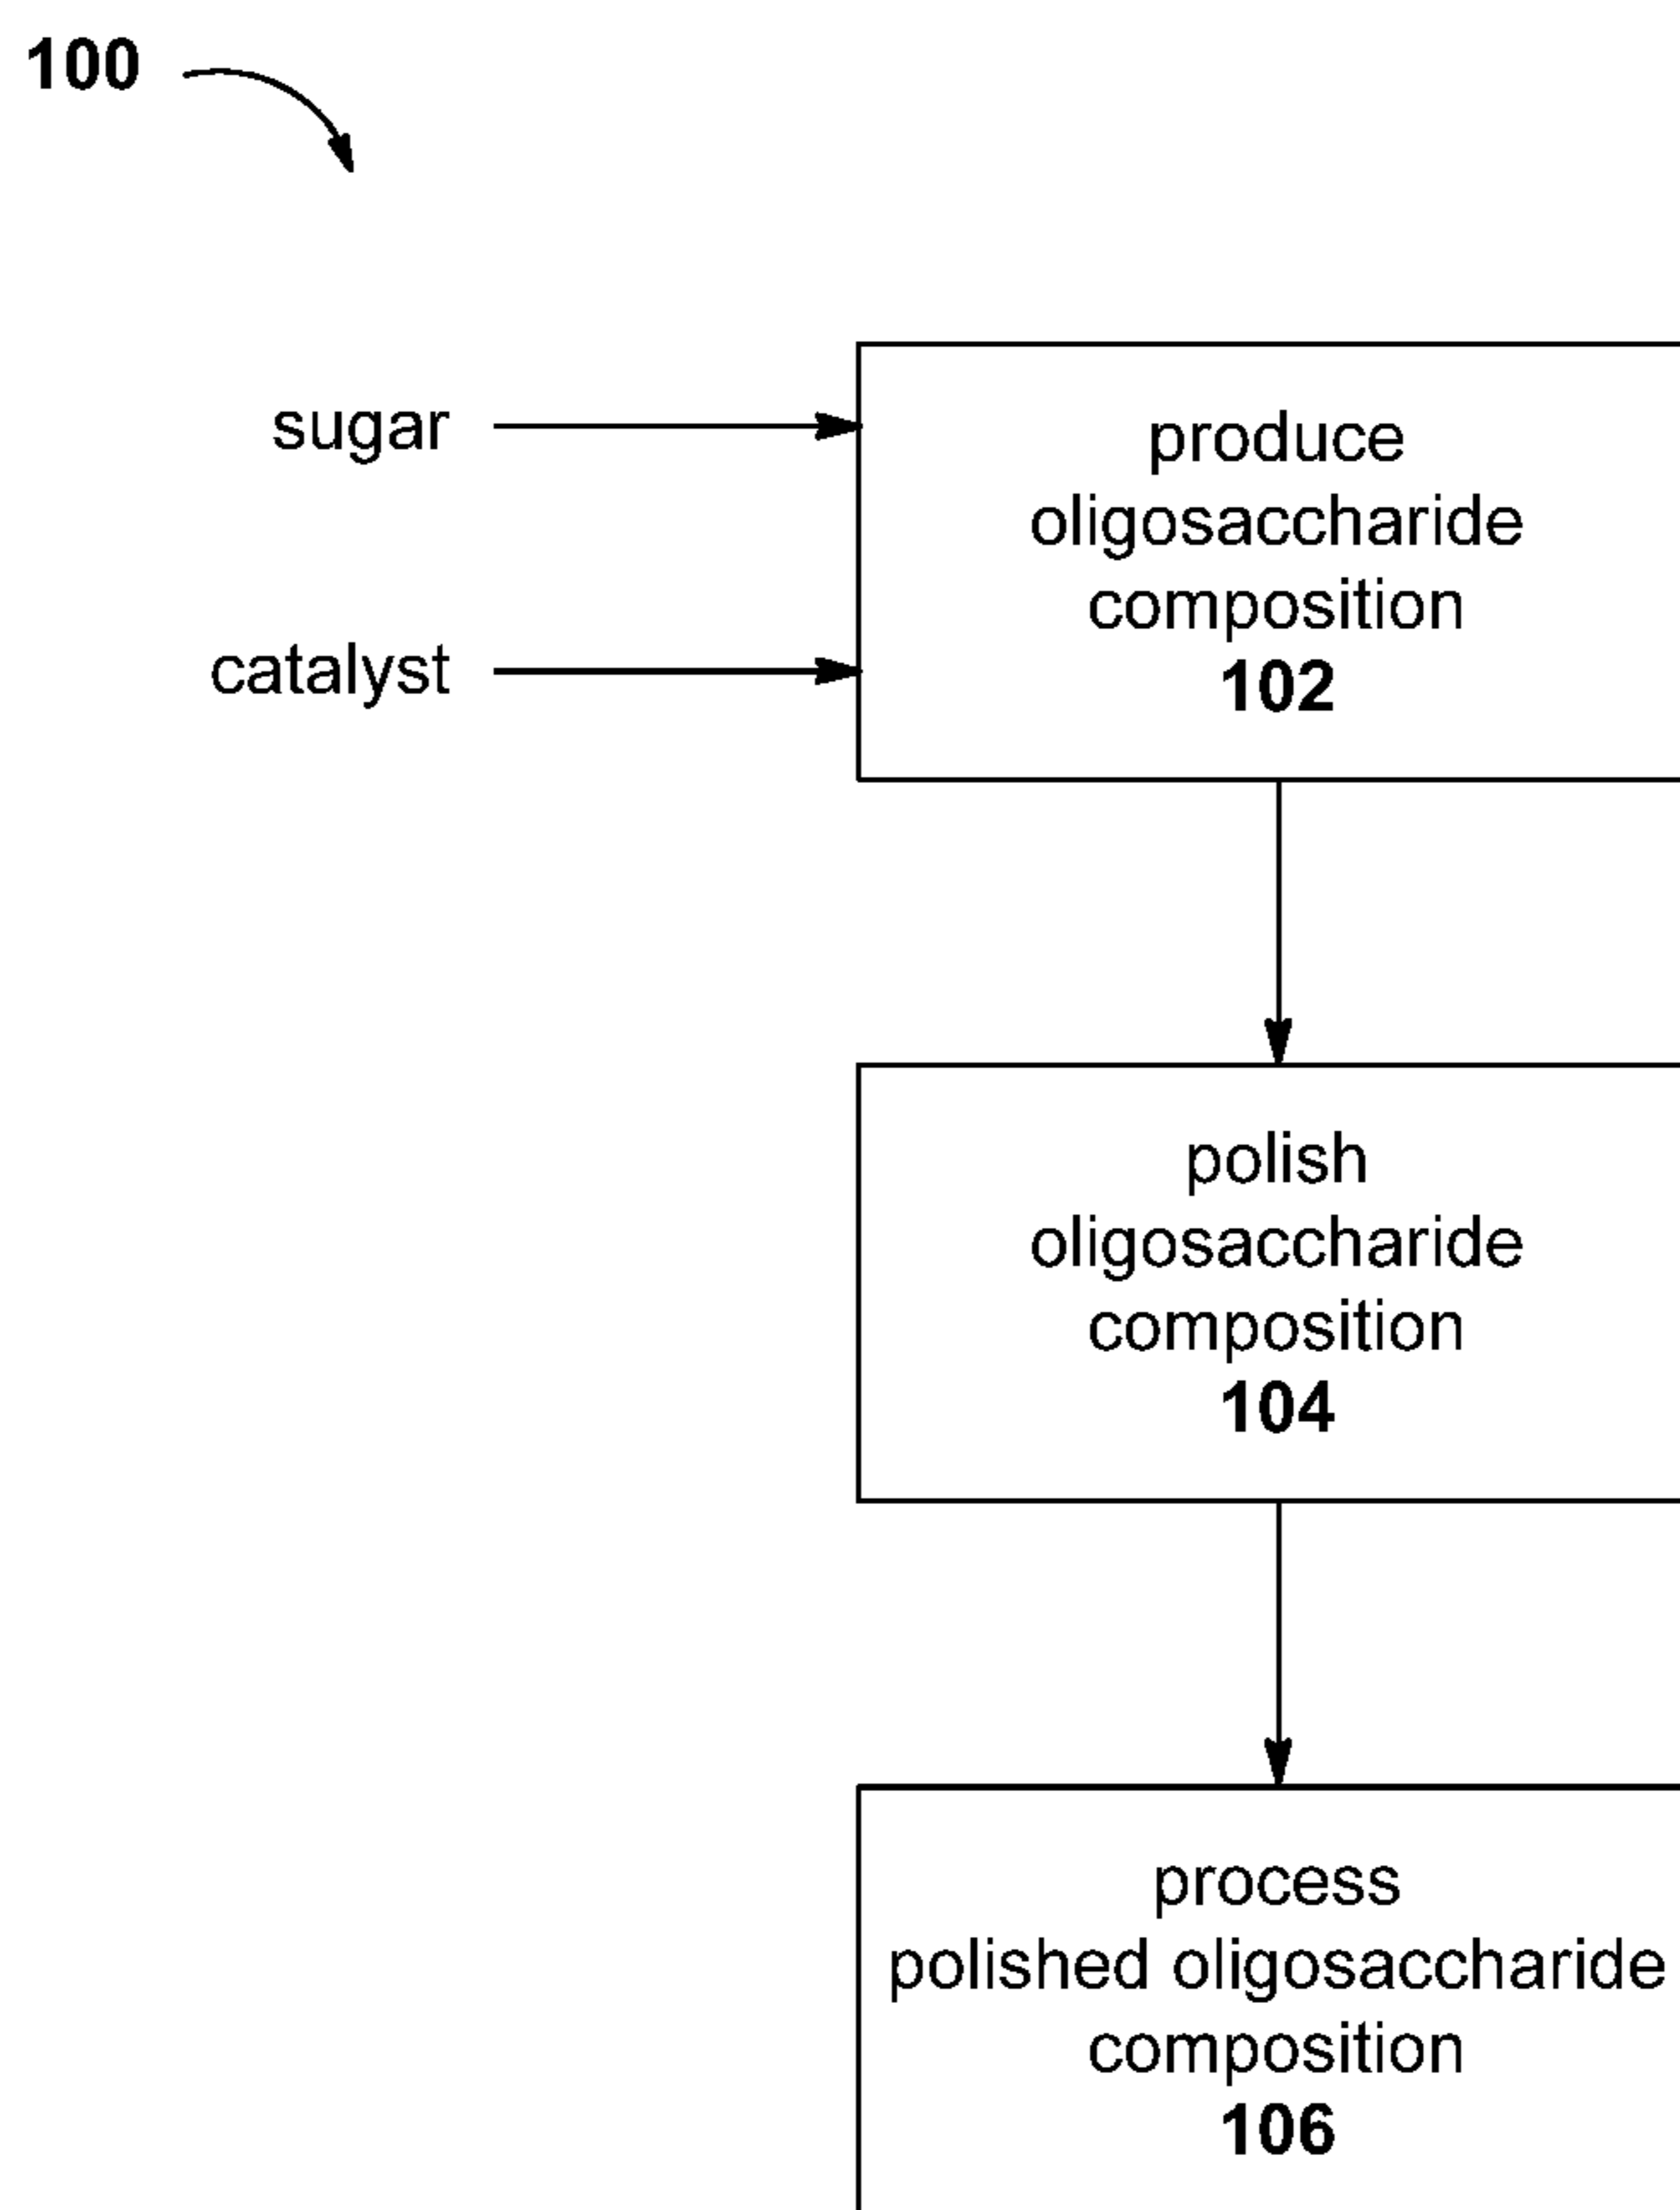 100
sugar
catalyst
produce
oligosaccharide
composition
102
polish
oligosaccharide
composition
104
process
polished oligosaccharide
composition
106